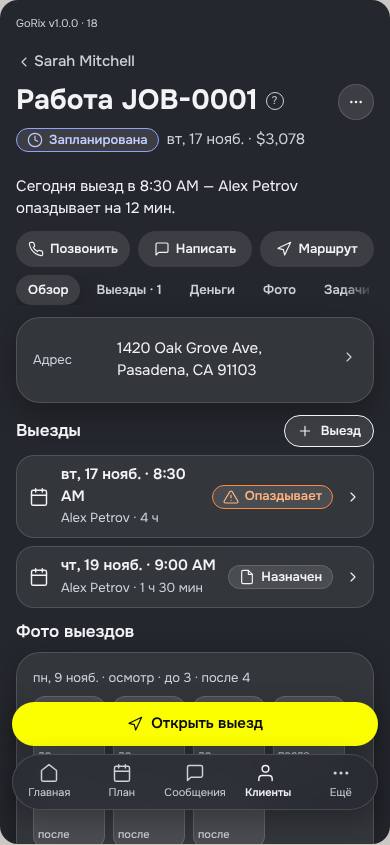 GoRix v1.0.0 · 18
Sarah Mitchell
Работа JOB-0001 ?
Запланирована вт, 17 нояб. · $3,078
Сегодня выезд в 8:30 AM — Alex Petrov
опаздывает на 12 мин.
Позвонить Написать Маршрут
Обзор Выезды · 1 Деньги Фото Задачи
Адрес
1420 Oak Grove Ave,
Pasadena, CA 91103
Выезды
Выезд
вт, 17 нояб. · 8:30
AM
Alex Petrov · 4 ч
Опаздывает
чт, 19 нояб. · 9:00 AM
Alex Petrov · 1 ч 30 мин
Назначен
Фото выездов
пн, 9 нояб. · осмотр · до 3 · после 4
Открыть выезд
Главная План Сообщения Клиенты Ещё
после после после